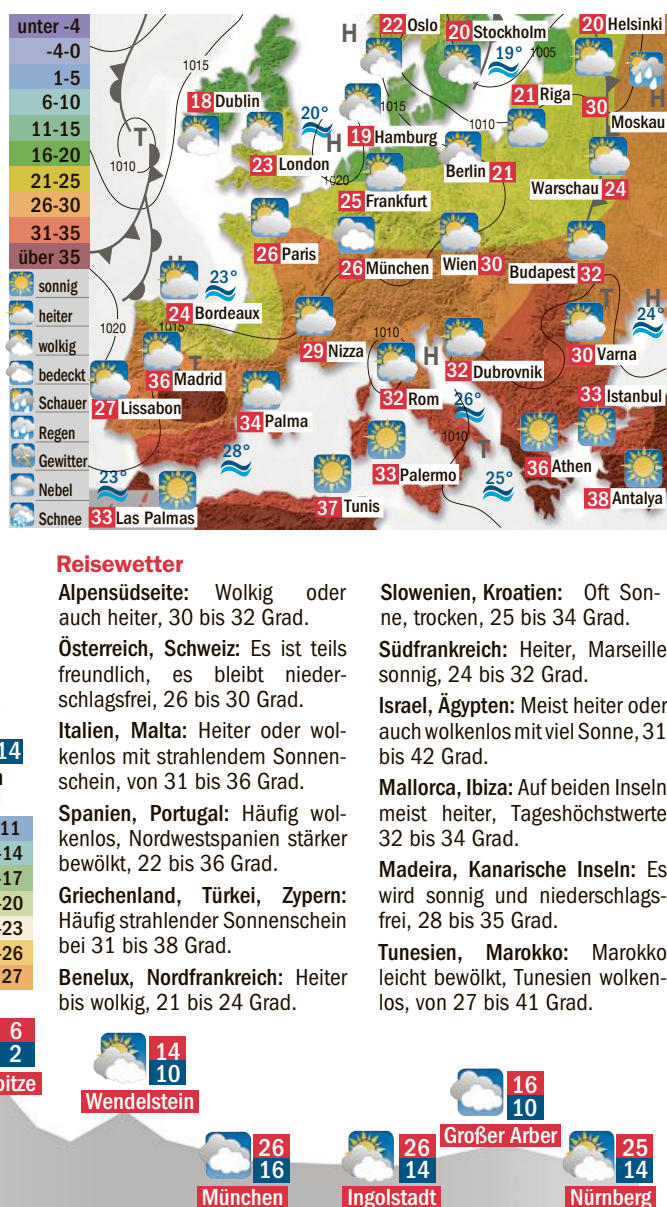 unter -4
-4-0
1-5
6-10
11-15
16-20
21-25
26-30
31-35
über 35
sonnig
heiter
wolkig
bedeckt
Schauer
Regen
Gewitter
Nebel
Schnee
22 Oslo
20 Stockholm
20 Helsinki
H
19°
1005
1015
18 Dublin
20°
1015
21 Riga
30
H
Moskau
T
1010
H
19 Hamburg
1010
23 London
Berlin 21
1020
Warschau 24
25 Frankfurt
26 Paris
26 München
Wien 30
Budapest 32
H
23°
T
H
24°
24 Bordeaux
1020
1015
1010
29 Nizza
H
30 Varna
T
36 Madrid
32 Dubrovnik
27 Lissabon
32 Rom
26°
33 Istanbul
34 Palma
1010
T
28°
33 Palermo
36 Athen
23°
25°
37 Tunis
38 Antalya
33 Las Palmas
Reisewetter
Alpensüdseite: Wolkig oder
auch heiter, 30 bis 32 Grad.
Österreich, Schweiz: Es ist teils
freundlich, es bleibt nieder-
schlagsfrei, 26 bis 30 Grad.
Italien, Malta: Heiter oder wol-
kenlos mit strahlendem Sonnen-
schein, von 31 bis 36 Grad.
Spanien, Portugal: Häufig wol-
kenlos, Nordwestspanien stärker
bewölkt, 22 bis 36 Grad.
Griechenland, Türkei, Zypern:
Häufig strahlender Sonnenschein
bei 31 bis 38 Grad.
Benelux, Nordfrankreich: Heiter
bis wolkig, 21 bis 24 Grad.
Slowenien, Kroatien: Oft Son-
ne, trocken, 25 bis 34 Grad.
Südfrankreich: Heiter, Marseille
sonnig, 24 bis 32 Grad.
Israel, Ägypten: Meist heiter oder
auch wolkenlos mit viel Sonne, 31
bis 42 Grad.
Mallorca, Ibiza: Auf beiden Inseln
meist heiter, Tageshöchstwerte
32 bis 34 Grad.
Madeira, Kanarische Inseln: Es
wird sonnig und niederschlags-
frei, 28 bis 35 Grad.
Tunesien, Marokko: Marokko
leicht bewölkt, Tunesien wolken-
los, von 27 bis 41 Grad.
14
11
-14
-17
-20
-23
-26
27
6
2
pitze
14
10
Wendelstein
26
16
München
26
14
Ingolstadt
16
10
Großer Arber
25
14
Nürnberg